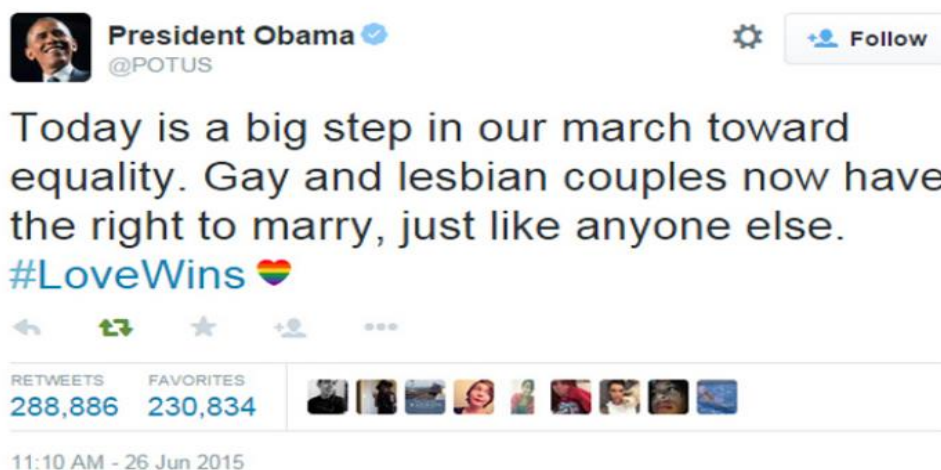 President Obama
@POTUS
Follow
Today is a big step in our march toward
equality. Gay and lesbian couples now have
the right to marry, just like anyone else.
#LoveWins
RETWEETS FAVORITES
288,886 230,834
11:10 AM - 26 Jun 2015